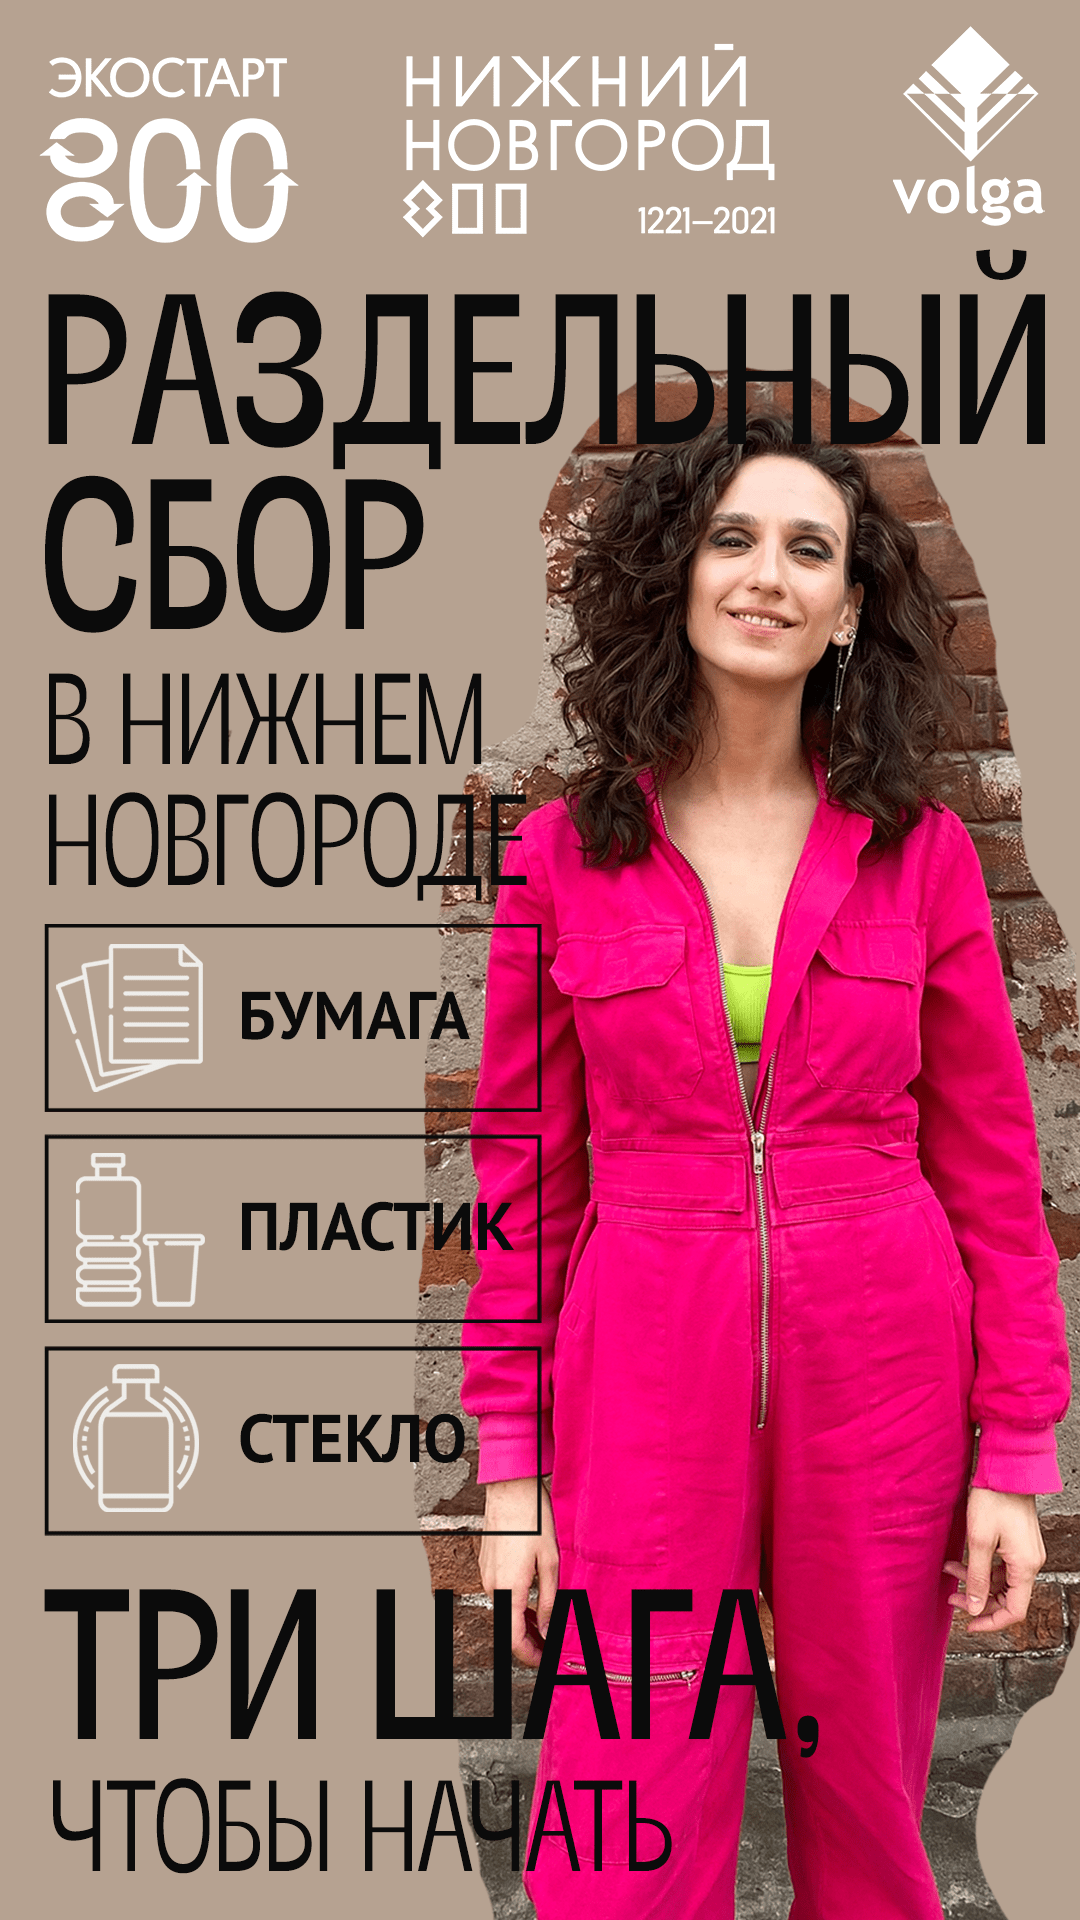 ЭКОСТАРТ
800
НИЖНИЙ
НОВГОРОД
800
1221–2021
volga
РАЗДЕЛЬНЫЙ
СБОР
В НИЖНЕМ
НОВГОРОДЕ
БУМАГА
ПЛАСТИК
СТЕКЛО
ТРИ ШАГА,
ЧТОБЫ НАЧАТЬ